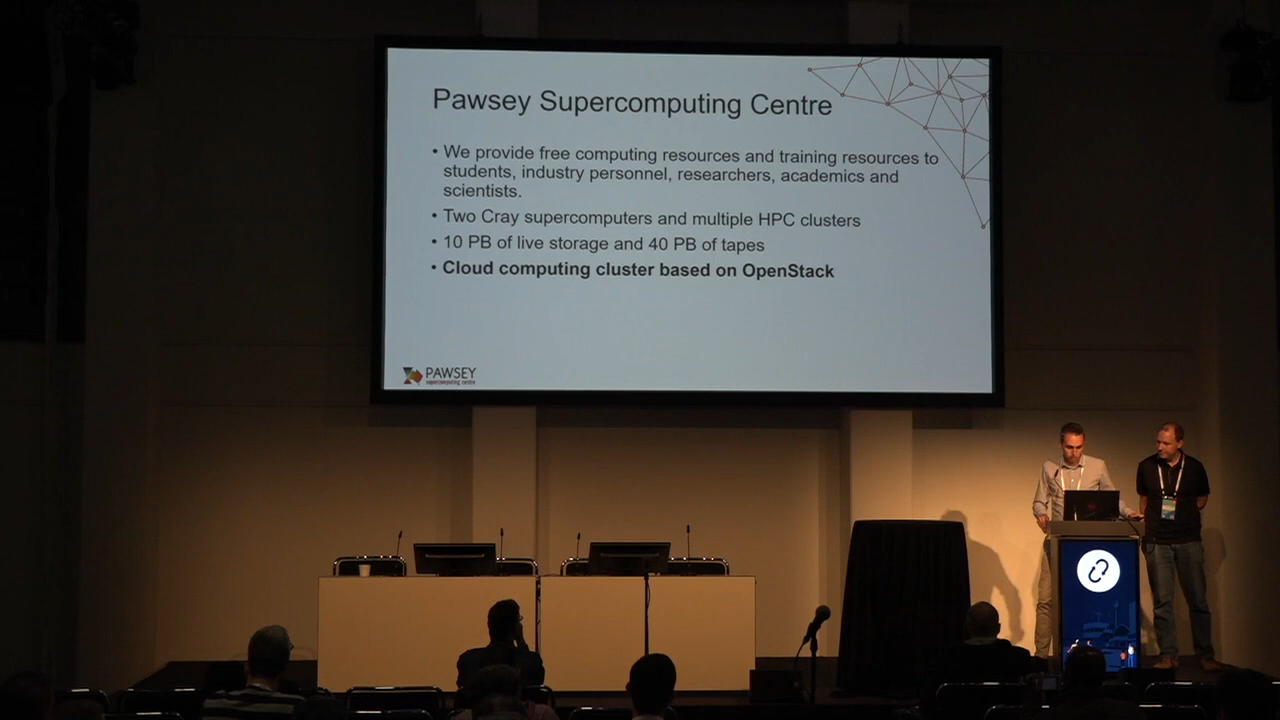 Pawsey Supercomputing Centre
• We provide free computing resources and training resources to
students, industry personnel, researchers, academics and
scientists.
• Two Cray supercomputers and multiple HPC clusters
• 10 PB of live storage and 40 PB of tapes
• Cloud computing cluster based on OpenStack
PAWSEY
supercomputing centre